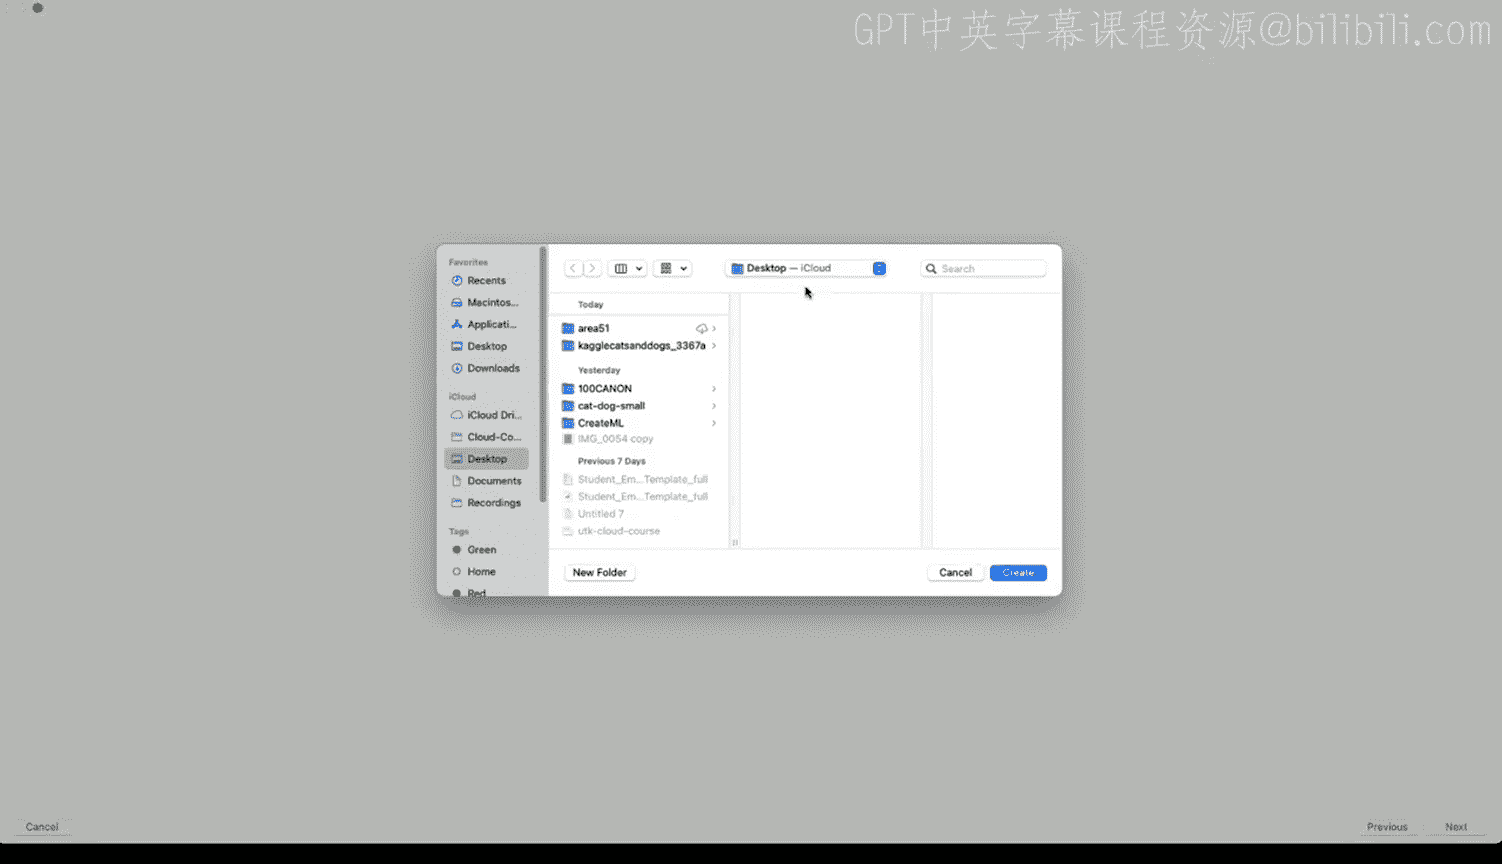 GPT中英字幕课程资源@bilibili.com
Favorites
Recents
Macintos...
Applicati...
Desktop
Downloads
iCloud
iCloud Dri...
Cloud-Co...
Desktop
Documents
Recordings
Tags
Green
Home
Red
Desktop — iCloud
Search
Today
area51
kagglecatsanddogs_3367a
Yesterday
100CANON
cat-dog-small
CreateML
IMG_0054 copy
Previous 7 Days
Student_Em...Template_full
Student_Em...Template_full
Untitled 7
utk-cloud-course
New Folder
Cancel
Create
Cancel
Previous
Next